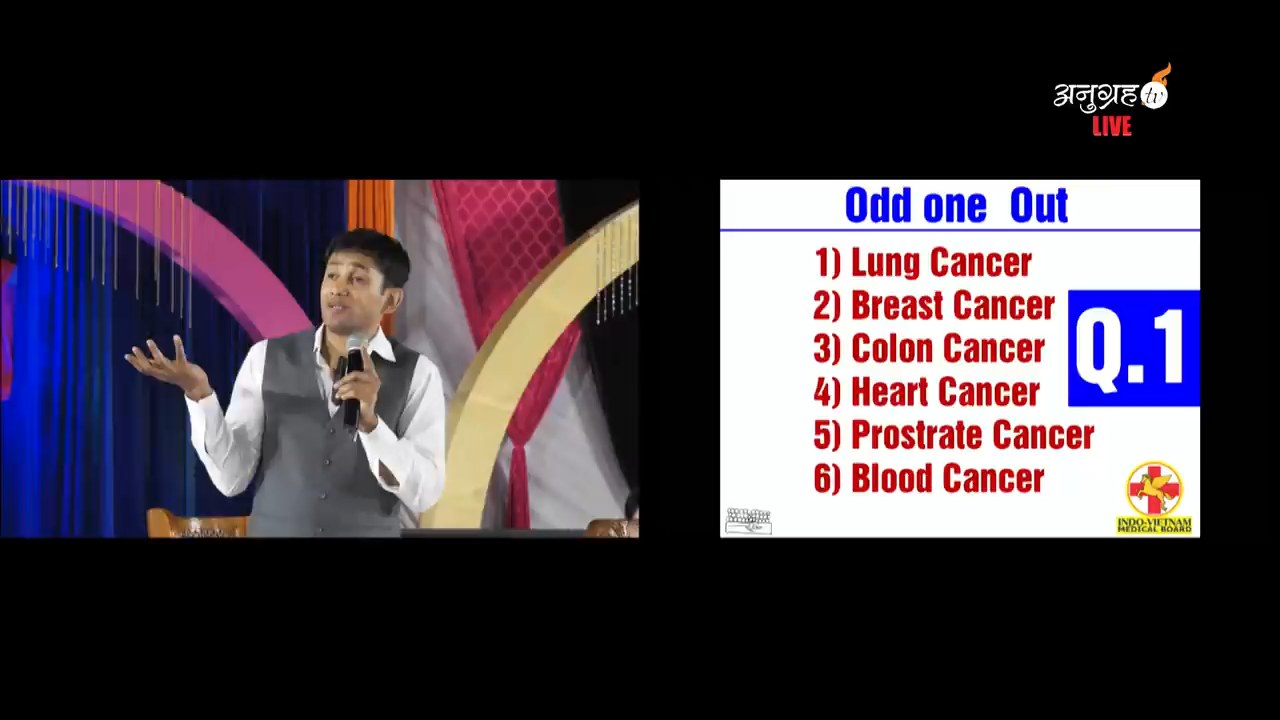 अनुग्रह tv
LIVE
Odd one Out
1) Lung Cancer
2) Breast Cancer
3) Colon Cancer
4) Heart Cancer
5) Prostrate Cancer
6) Blood Cancer
Q.1
INDO-VIETNAM
MEDICAL BOARD